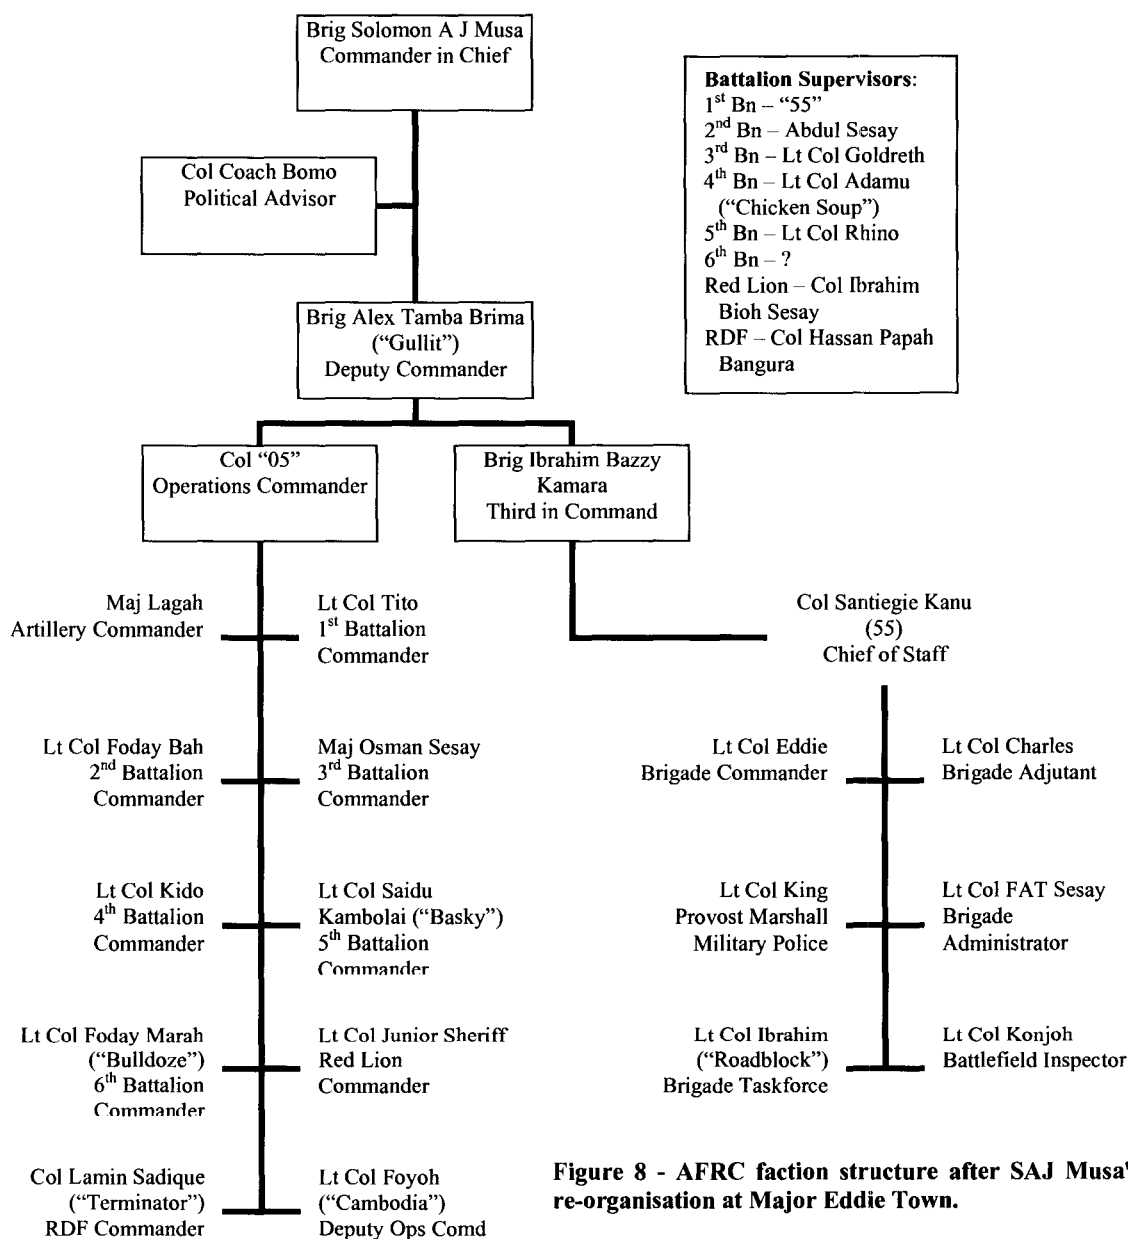 Brig Solomon A J Musa
Commander in Chief
Battalion Supervisors:
1st Bn – “55”
2nd Bn – Abdul Sesay
3rd Bn – Lt Col Goldreth
4th Bn – Lt Col Adamu
(“Chicken Soup”)
5th Bn – Lt Col Rhino
6th Bn – ?
Red Lion – Col Ibrahim
Bioh Sesay
RDF – Col Hassan Papah
Bangura
Col Coach Bomo
Political Advisor
Brig Alex Tamba Brima
(“Gullit”)
Deputy Commander
Col “05”
Operations Commander
Brig Ibrahim Bazzy
Kamara
Third in Command
Maj Lagah
Artillery Commander
Lt Col Tito
1st Battalion
Commander
Col Santiegie Kanu
(55)
Chief of Staff
Lt Col Foday Bah
2nd Battalion
Commander
Maj Osman Sesay
3rd Battalion
Commander
Lt Col Eddie
Brigade Commander
Lt Col Charles
Brigade Adjutant
Lt Col Kido
4th Battalion
Commander
Lt Col Saidu
Kambolai (“Basky”)
5th Battalion
Commander
Lt Col King
Provost Marshall
Military Police
Lt Col FAT Sesay
Brigade
Administrator
Lt Col Foday Marah
(“Bulldoze”)
6th Battalion
Commander
Lt Col Junior Sheriff
Red Lion
Commander
Lt Col Ibrahim
(“Roadblock”)
Brigade Taskforce
Lt Col Konjoh
Battlefield Inspector
Col Lamin Sadique
(“Terminator”)
RDF Commander
Lt Col Foyoh
(“Cambodia”)
Deputy Ops Comd
Figure 8 - AFRC faction structure after SAJ Musa'
re-organisation at Major Eddie Town.